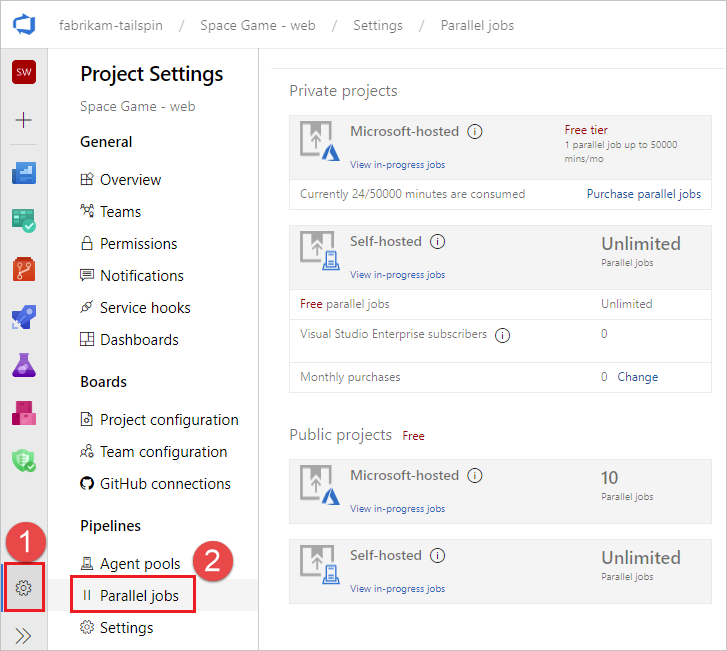 fabrikam-tailspin / Space Game - web / Settings / Parallel jobs
SW
Project Settings
Space Game - web
General
Overview
Teams
Permissions
Notifications
Service hooks
Dashboards
Boards
Project configuration
Team configuration
GitHub connections
Pipelines
1
Agent pools
2
Parallel jobs
Settings
Private projects
Microsoft-hosted
View in-progress jobs
Free tier
1 parallel job up to 50000
mins/mo
Currently 24/50000 minutes are consumed
Purchase parallel jobs
Self-hosted
View in-progress jobs
Unlimited
Parallel jobs
Free parallel jobs
Unlimited
Visual Studio Enterprise subscribers
0
Monthly purchases
0 Change
Public projects Free
Microsoft-hosted
View in-progress jobs
10
Parallel jobs
Self-hosted
View in-progress jobs
Unlimited
Parallel jobs